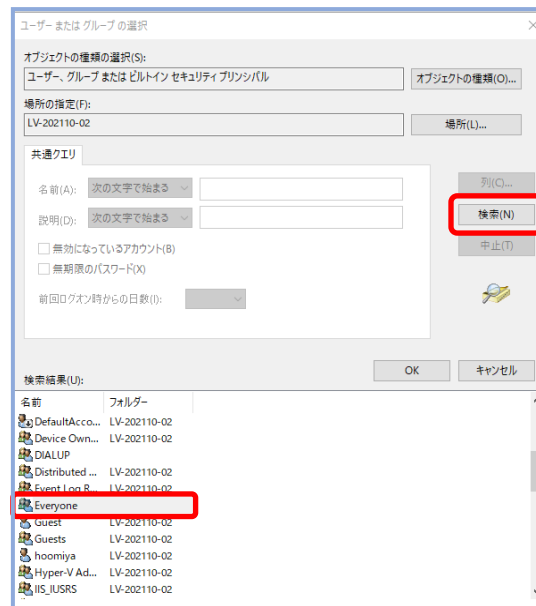 ユーザー または グループ の選択
オブジェクトの種類の選択(S):
ユーザー、グループ または ビルトイン セキュリティ プリンシパル
オブジェクトの種類(O)...
場所の指定(F):
LV-202110-02
場所(L)...
共通クエリ
名前(A): 次の文字で始まる
列(C)...
説明(D): 次の文字で始まる
検索(N)
無効になっているアカウント(B)
中止(T)
無期限のパスワード(X)
前回ログオン時からの日数(I):
OK キャンセル
検索結果(U):
名前 フォルダー
DefaultAcco... LV-202110-02
Device Own... LV-202110-02
DIALUP
Distributed ... LV-202110-02
Event Log R... LV-202110-02
Everyone
Guest LV-202110-02
Guests LV-202110-02
hoomiya LV-202110-02
Hyper-V Ad... LV-202110-02
IIS_IUSRS LV-202110-02